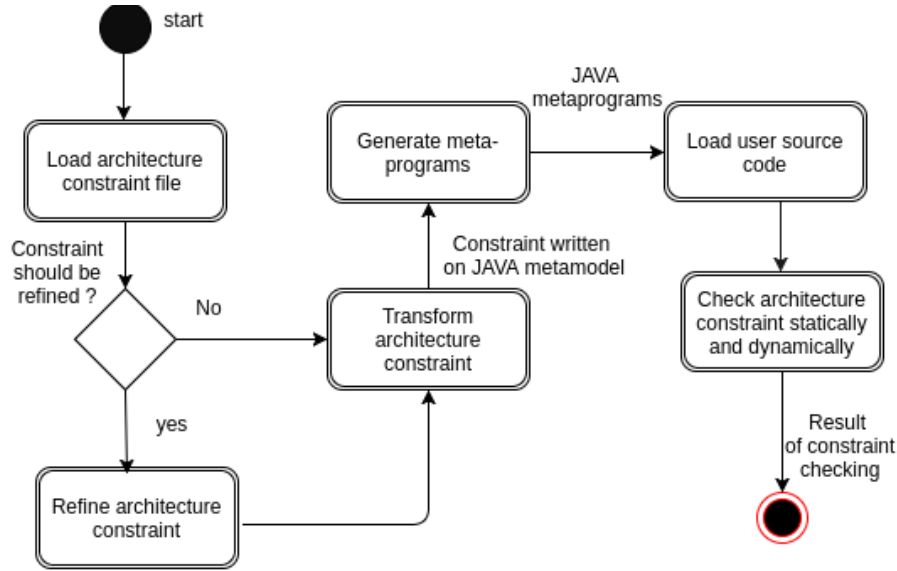 start
Load architecture
constraint file
Constraint
should be
refined ?
No
yes
Refine architecture
constraint
Transform
architecture
constraint
Constraint written
on JAVA metamodel
Generate meta-
programs
JAVA
metaprograms
Load user source
code
Check architecture
constraint statically
and dynamically
Result
of constraint
checking